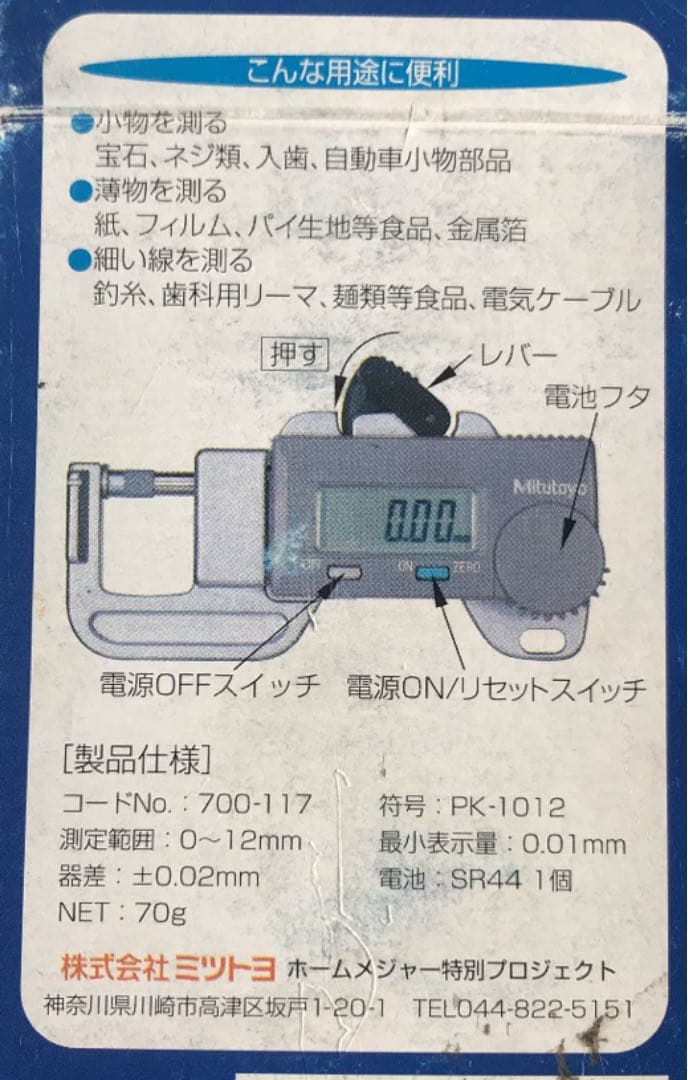 こんな用途に便利
●小物を測る
宝石、ネジ類、入歯、自動車小物部品
●薄物を測る
紙、フィルム、パイ生地等食品、金属箔
●細い線を測る
釣糸、歯科用リーマ、麺類等食品、電気ケーブル
押す
レバー
電池フタ
Mitutoyo
0.00
OFF
ON
ZERO
電源OFFスイッチ
電源ON/リセットスイッチ
[製品仕様]
コードNo.:700-117 符号:PK-1012
測定範囲:0〜12mm 最小表示量:0.01mm
器差:±0.02mm 電池:SR44 1個
NET:70g
株式会社ミツトヨ ホームメジャー特別プロジェクト
神奈川県川崎市高津区坂戸1-20-1 TEL044-822-5151